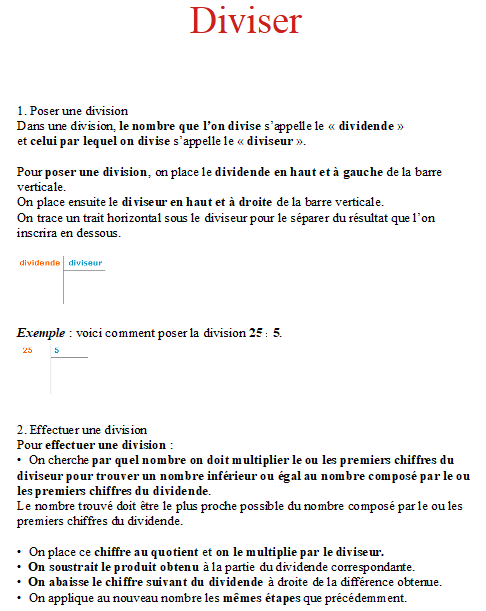 Diviser
1. Poser une division
Dans une division, le nombre que l'on divise s'appelle le « dividende »
et celui par lequel on divise s'appelle le « diviseur ».
Pour poser une division, on place le dividende en haut et à gauche de la barre
verticale.
On place ensuite le diviseur en haut et à droite de la barre verticale.
On trace un trait horizontal sous le diviseur pour le séparer du résultat que l'on
inscrira en dessous.
dividende diviseur
Exemple : voici comment poser la division 25 : 5.
25 5
2. Effectuer une division
Pour effectuer une division :
• On cherche par quel nombre on doit multiplier le ou les premiers chiffres du
diviseur pour trouver un nombre inférieur ou égal au nombre composé par le ou
les premiers chiffres du dividende.
Le nombre trouvé doit être le plus proche possible du nombre composé par le ou les
premiers chiffres du dividende.
• On place ce chiffre au quotient et on le multiplie par le diviseur.
• On soustrait le produit obtenu à la partie du dividende correspondante.
• On abaisse le chiffre suivant du dividende à droite de la différence obtenue.
• On applique au nouveau nombre les mêmes étapes que précédemment.